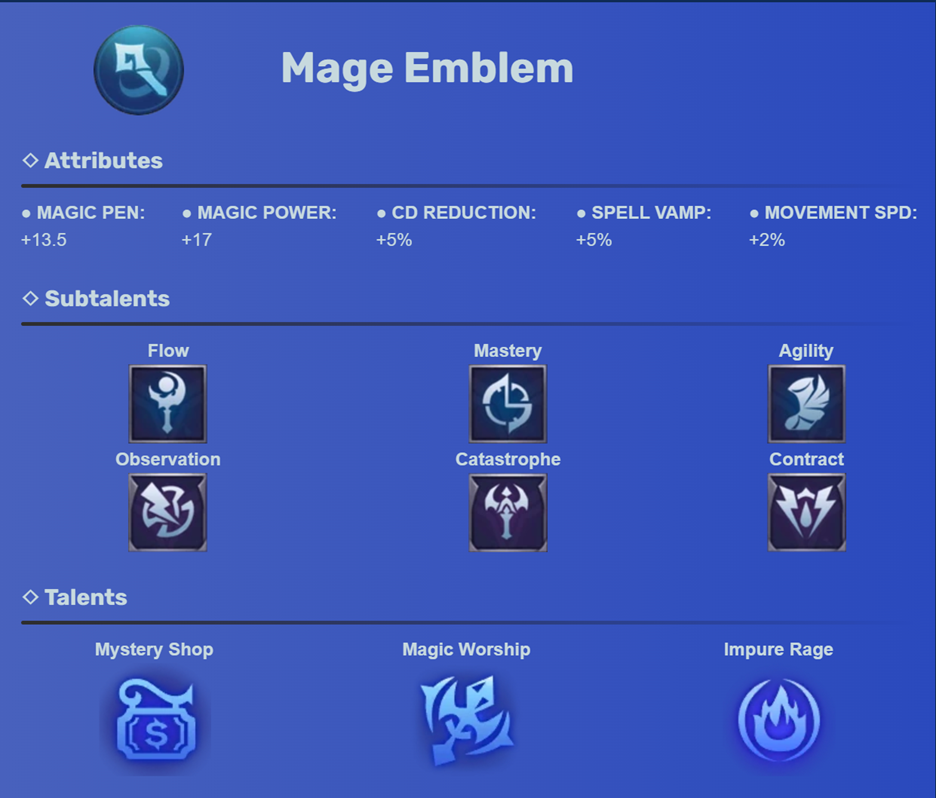 Mage Emblem
◇ Attributes
● MAGIC PEN: ● MAGIC POWER: ● CD REDUCTION: ● SPELL VAMP: ● MOVEMENT SPD:
+13.5 +17 +5% +5% +2%
◇ Subtalents
Flow Mastery Agility
Observation Catastrophe Contract
◇ Talents
Mystery Shop Magic Worship Impure Rage
$